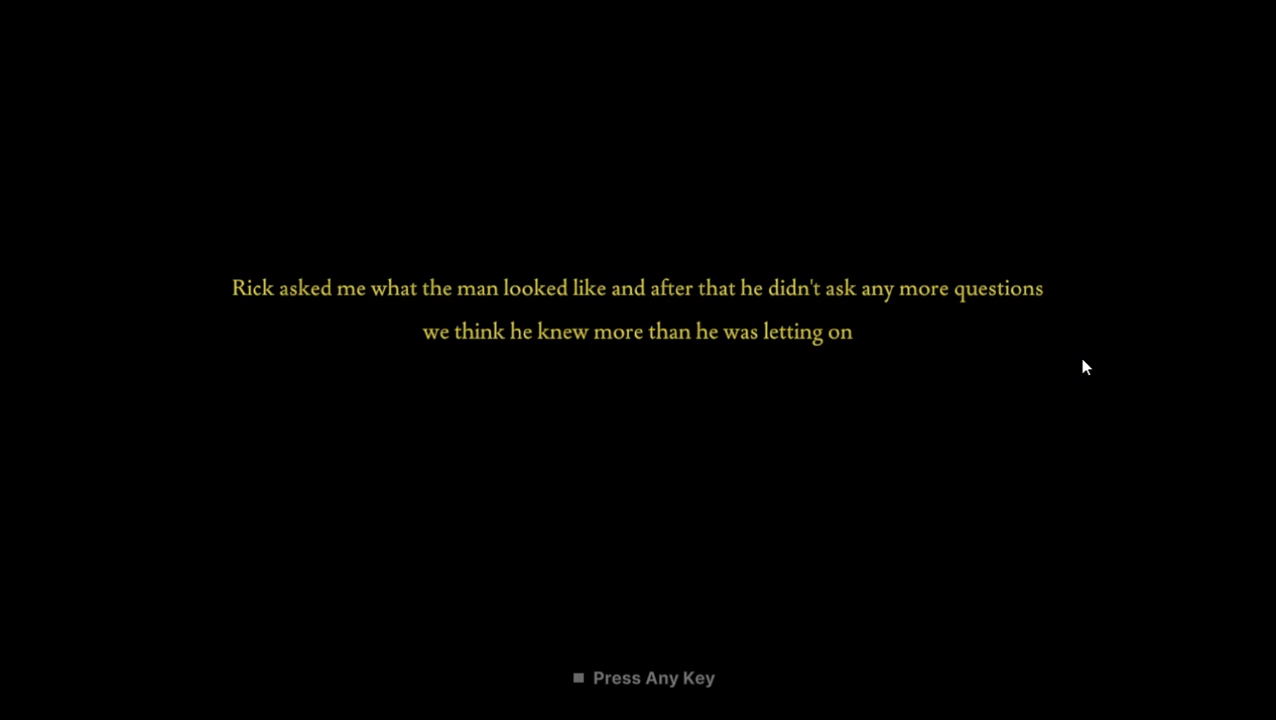 Rick asked me what the man looked like and after that he didn't ask any more questions
we think he knew more than he was letting on
Press Any Key